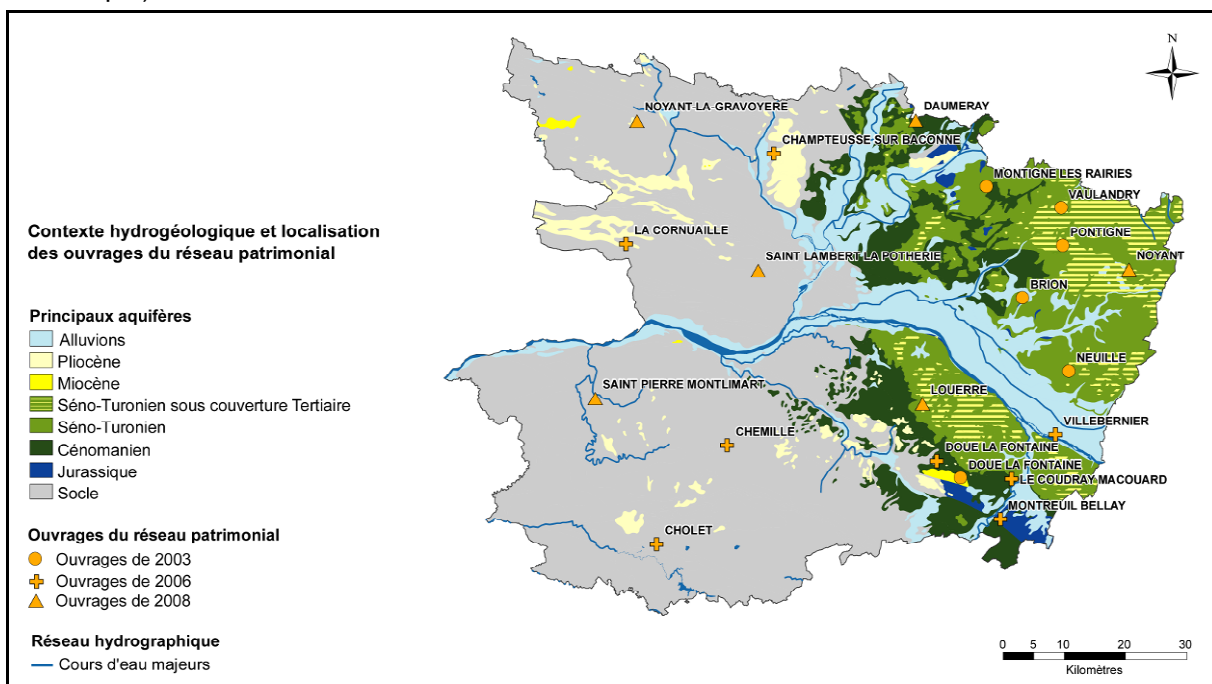 N
NOYANT-LA-GRAVOYERE
DAUMERAY
CHAMPTEUSSE SUR BACONNE
MONTIGNE LES RAIRIES
VAULANDRY
Contexte hydrogéologique et localisation
des ouvrages du réseau patrimonial
LA CORNUAILLE
PONTIGNE
SAINT LAMBERT LA POTHERIE
NOYANT
BRION
Principaux aquifères
Alluvions
Pliocène
Miocène
Séno-Turonien sous couverture Tertiaire
Séno-Turonien
Cénomanien
Jurassique
Socle
NEUILLE
SAINT PIERRE MONTLIMART
LOUERRE
VILLEBERNIER
CHEMILLE
DOUE LA FONTAINE
DOUE LA FONTAINE
LE COUDRAY MACOUARD
MONTREUIL BELLAY
CHOLET
Ouvrages du réseau patrimonial
Ouvrages de 2003
Ouvrages de 2006
Ouvrages de 2008
Réseau hydrographique
Cours d'eau majeurs
0 5 10 20 30
Kilomètres